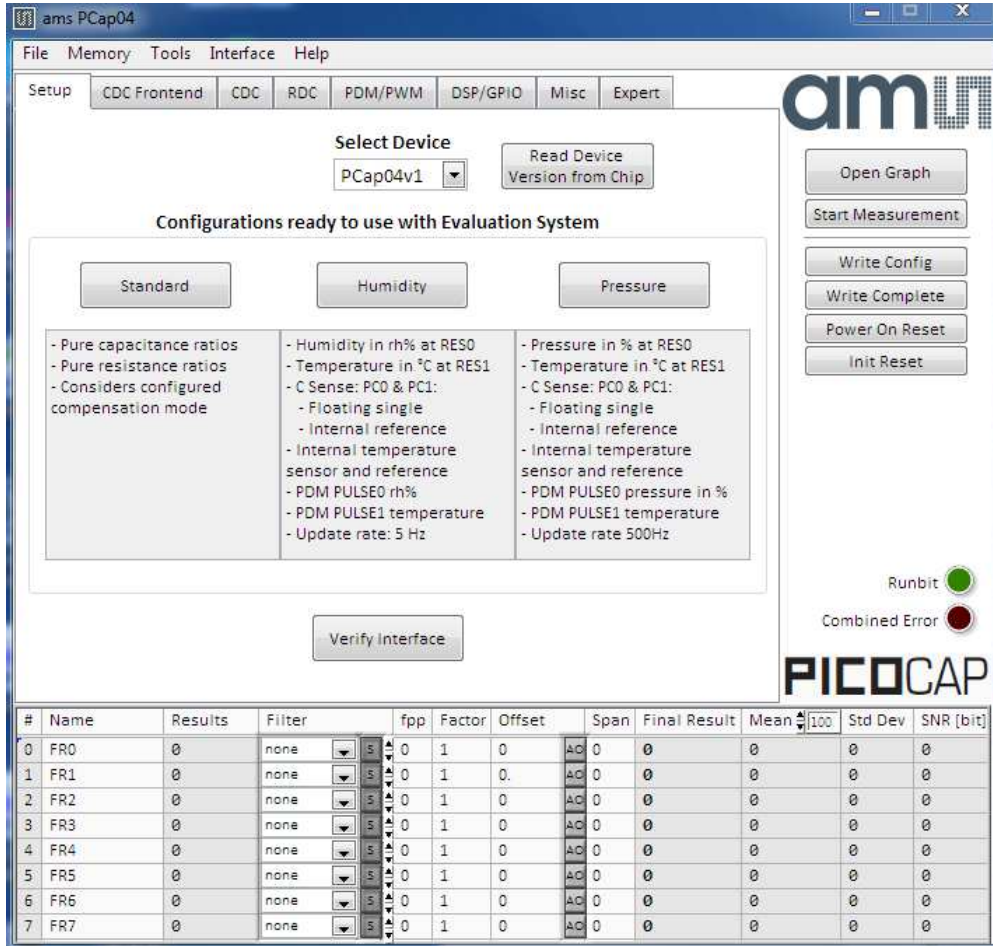 ams PCap04
File Memory Tools Interface Help
Setup CDC Frontend CDC RDC PDM/PWM DSP/GPIO Misc Expert
amu
Select Device
PCap04v1
Read Device
Version from Chip
Open Graph
Start Measurement
Write Config
Write Complete
Power On Reset
Init Reset
Configurations ready to use with Evaluation System
Standard
- Pure capacitance ratios
- Pure resistance ratios
- Considers configured
compensation mode
Humidity
- Humidity in rh% at RES0
- Temperature in °C at RES1
- C Sense: PC0 & PC1:
- Floating single
- Internal reference
- Internal temperature
sensor and reference
- PDM PULSE0 rh%
- PDM PULSE1 temperature
- Update rate: 5 Hz
Pressure
- Pressure in % at RES0
- Temperature in °C at RES1
- C Sense: PC0 & PC1:
- Floating single
- Internal reference
- Internal temperature
sensor and reference
- PDM PULSE0 pressure in %
- PDM PULSE1 temperature
- Update rate 500Hz
Verify Interface
Runbit
Combined Error
PICOCAP
# Name Results Filter fpp Factor Offset Span Final Result Mean 100 Std Dev SNR [bit]
0 FR0 0 none S 0 1 0 AO 0 0 0 0 0
1 FR1 0 none S 0 1 0. AO 0 0 0 0 0
2 FR2 0 none S 0 1 0 AO 0 0 0 0 0
3 FR3 0 none S 0 1 0 AO 0 0 0 0 0
4 FR4 0 none S 0 1 0 AO 0 0 0 0 0
5 FR5 0 none S 0 1 0 AO 0 0 0 0 0
6 FR6 0 none S 0 1 0 AO 0 0 0 0 0
7 FR7 0 none S 0 1 0 AO 0 0 0 0 0